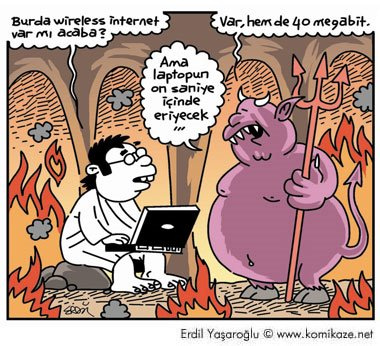 Burda wireless internet
var mı acaba?
Var, hem de 40 megabit.
Ama
laptopun
on saniye
içinde
eriyecek
...
Erdil Yaşaroğlu © www.komikaze.net